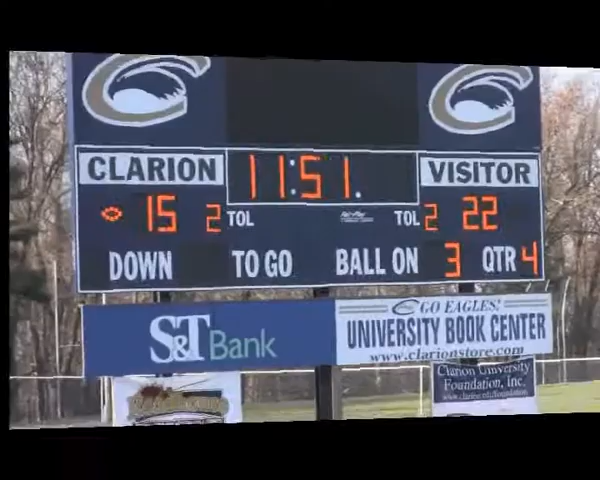 11:51.
CLARION VISITOR
15 2 TOL TOL 2 22
DOWN TO GO BALL ON 3 QTR 4
GO EAGLES!
S&T Bank UNIVERSITY BOOK CENTER
www.clarionustore.com
Clarion University
Foundation, Inc.